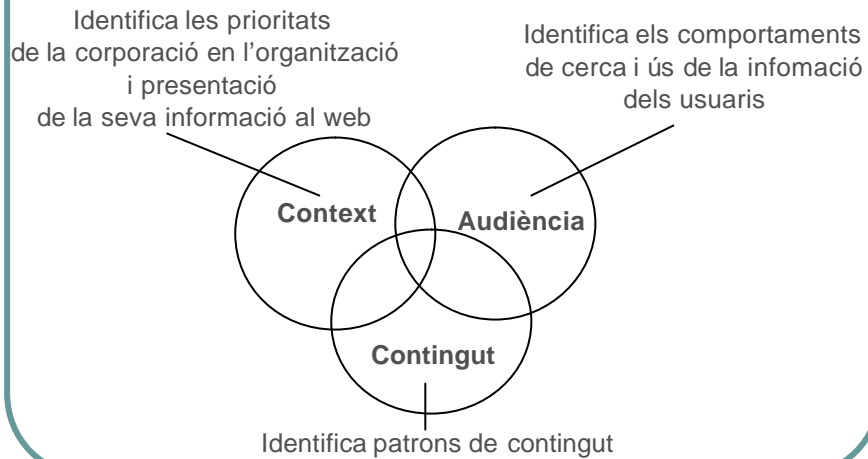 Identifica les prioritats
de la corporació en l'organització
i presentació
de la seva informació al web
Identifica els comportaments
de cerca i ús de la infomació
dels usuaris
Context
Audiència
Contingut
Identifica patrons de contingut